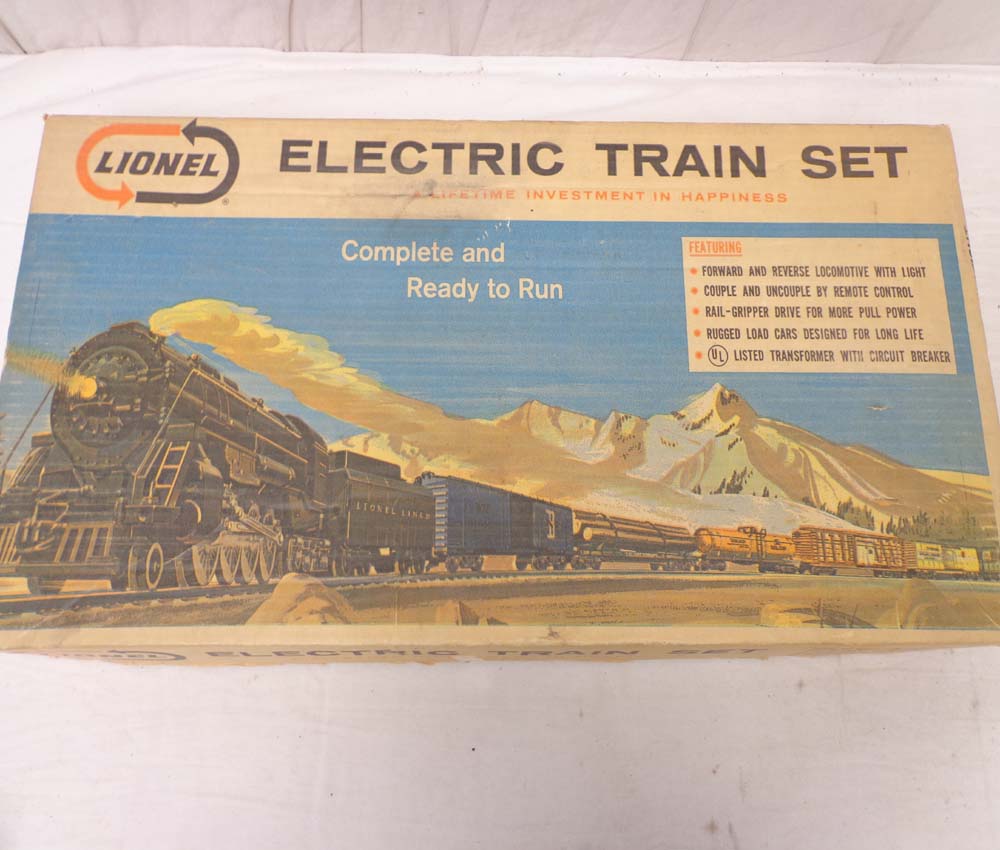 LIONEL
®
ELECTRIC TRAIN SET
A LIFETIME INVESTMENT IN HAPPINESS
Complete and
Ready to Run
FEATURING
• FORWARD AND REVERSE LOCOMOTIVE WITH LIGHT
• COUPLE AND UNCOUPLE BY REMOTE CONTROL
• RAIL-GRIPPER DRIVE FOR MORE PULL POWER
• RUGGED LOAD CARS DESIGNED FOR LONG LIFE
• UL LISTED TRANSFORMER WITH CIRCUIT BREAKER
LIONEL LINES
ELECTRIC TRAIN SET